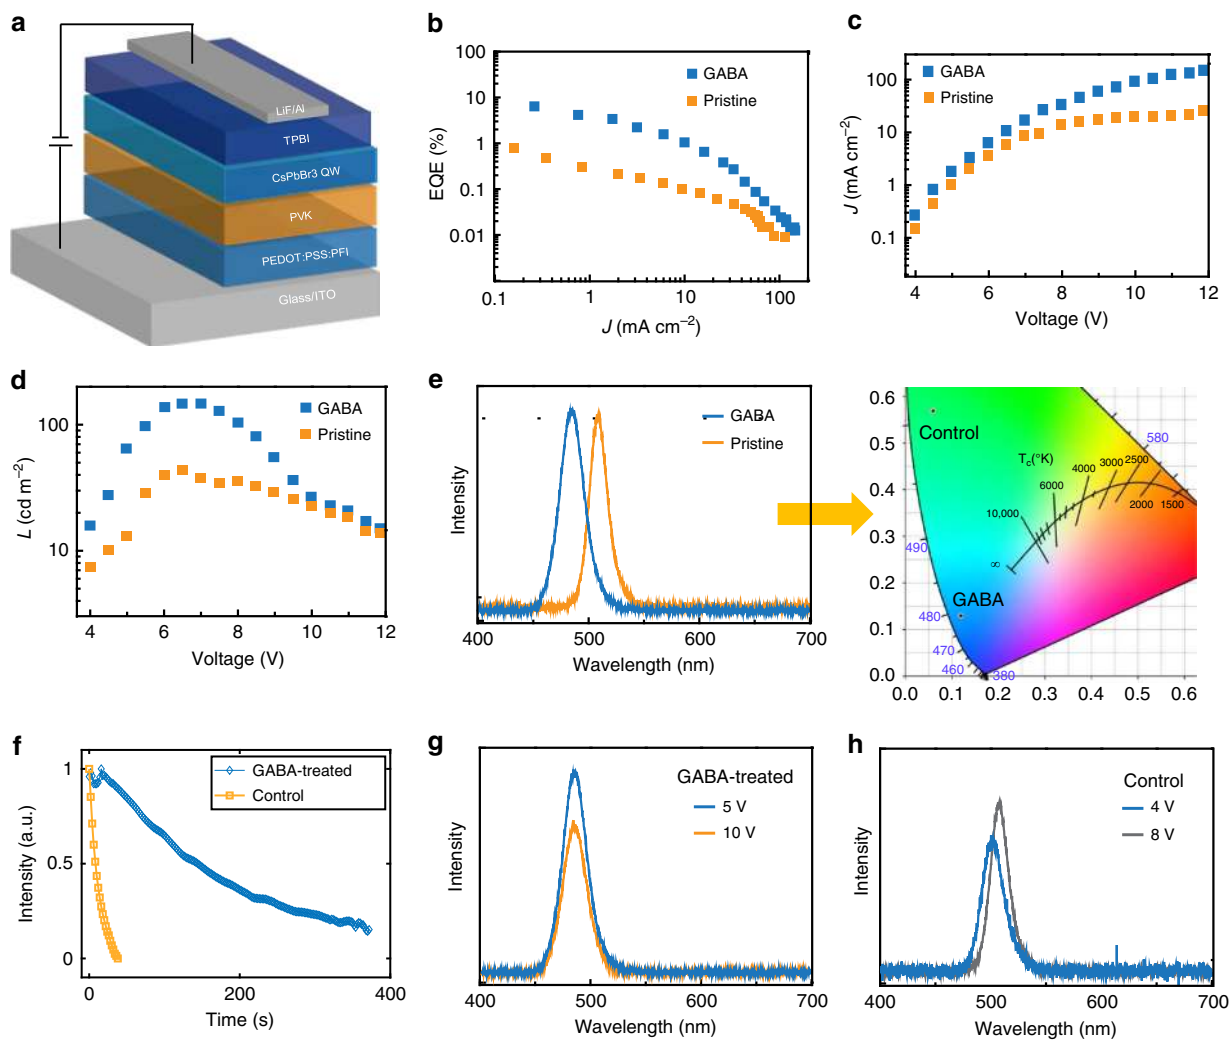 a
LiF/Al
TPBI
CsPbBr3 QW
PVK
PEDOT:PSS:PFI
Glass/ITO
b
100
10
1
0.1
0.01
EQE (%)
GABA
Pristine
0.1
1
10
100
J (mA cm−2)
c
100
10
1
0.1
J (mA cm−2)
GABA
Pristine
4
6
8
10
12
Voltage (V)
d
100
10
L (cd m−2)
GABA
Pristine
4
6
8
10
12
Voltage (V)
e
Intensity
GABA
Pristine
400
500
600
700
Wavelength (nm)
0.6
0.5
0.4
0.3
0.2
0.1
0.0
Control
580
Tc(°K)
2500
3000
4000
6000
10,000
2000
1500
490
∞
GABA
480
470
460
380
0.0
0.1
0.2
0.3
0.4
0.5
0.6
f
1
0.5
0
Intensity (a.u.)
GABA-treated
Control
0
200
400
Time (s)
g
Intensity
GABA-treated
5 V
10 V
400
500
600
700
Wavelength (nm)
h
Intensity
Control
4 V
8 V
400
500
600
700
Wavelength (nm)